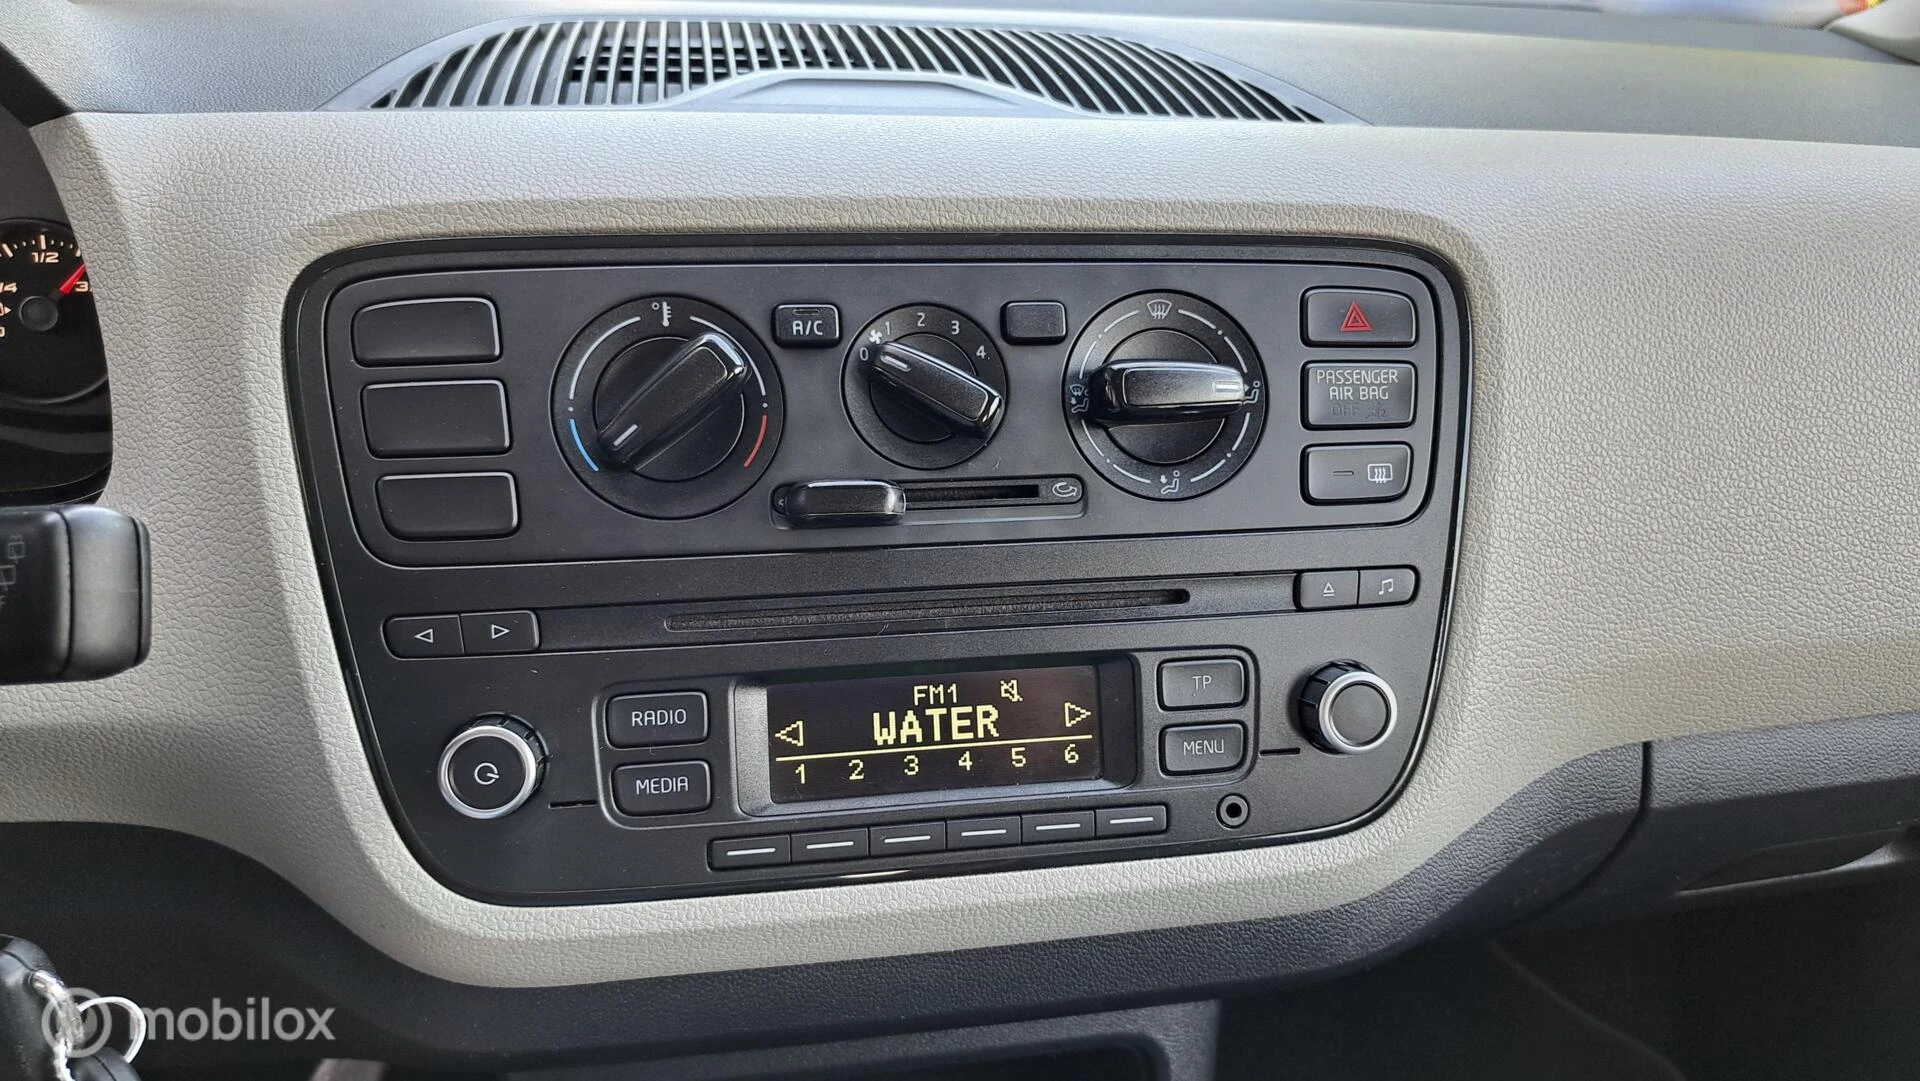 1/2
A/C
0 1 2 3 4
PASSENGER
AIR BAG
OFF
RADIO
MEDIA
FM1
WATER
1 2 3 4 5 6
TP
MENU
mobilox